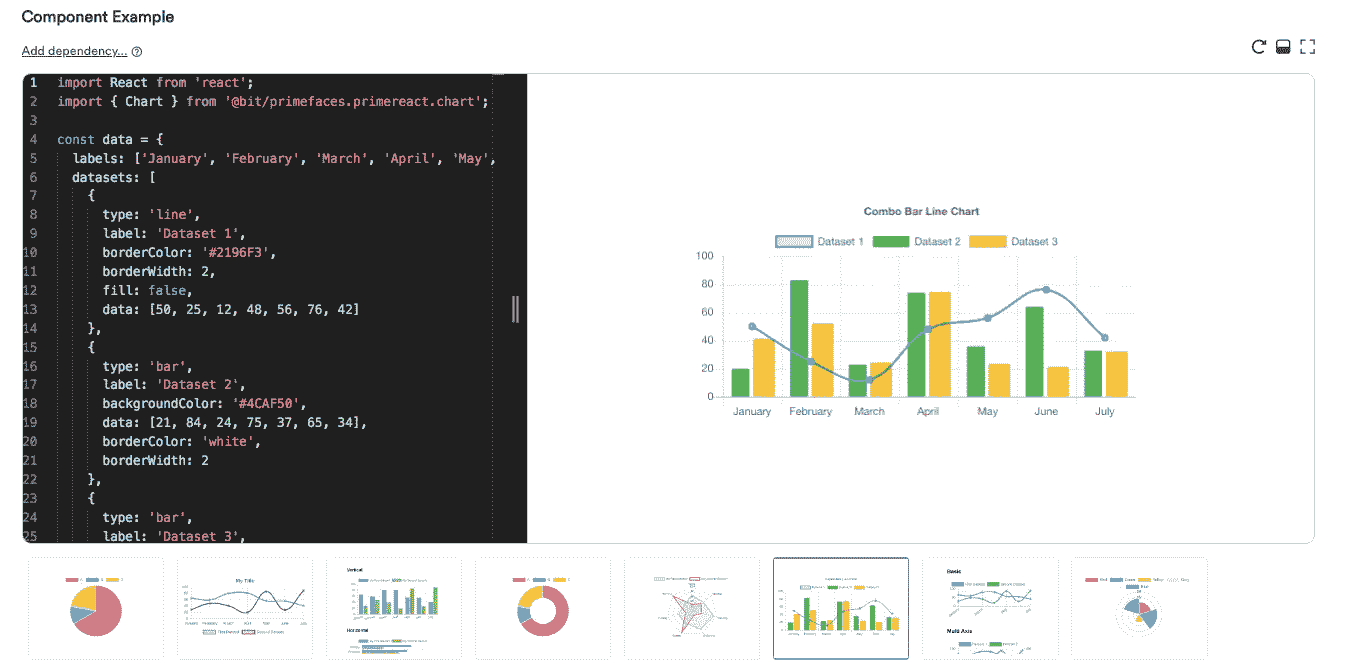 Component Example
Add dependency...
1 import React from 'react';
2 import { Chart } from '@bit/primefaces.primereact.chart';
3
4 const data = {
5 labels: ['January', 'February', 'March', 'April', 'May',
6 datasets: [
7 {
8 type: 'line',
9 label: 'Dataset 1',
10 borderColor: '#2196F3',
11 borderWidth: 2,
12 fill: false,
13 data: [50, 25, 12, 48, 56, 76, 42]
14 },
15 {
16 type: 'bar',
17 label: 'Dataset 2',
18 backgroundColor: '#4CAF50',
19 data: [21, 84, 24, 75, 37, 65, 34],
20 borderColor: 'white',
21 borderWidth: 2
22 },
23 {
24 type: 'bar',
25 label: 'Dataset 3',
Combo Bar Line Chart
Dataset 1 Dataset 2 Dataset 3
100
80
60
40
20
0
January February March April May June July
My Title
Vertical
Horizontal
Basis
Multi Axis